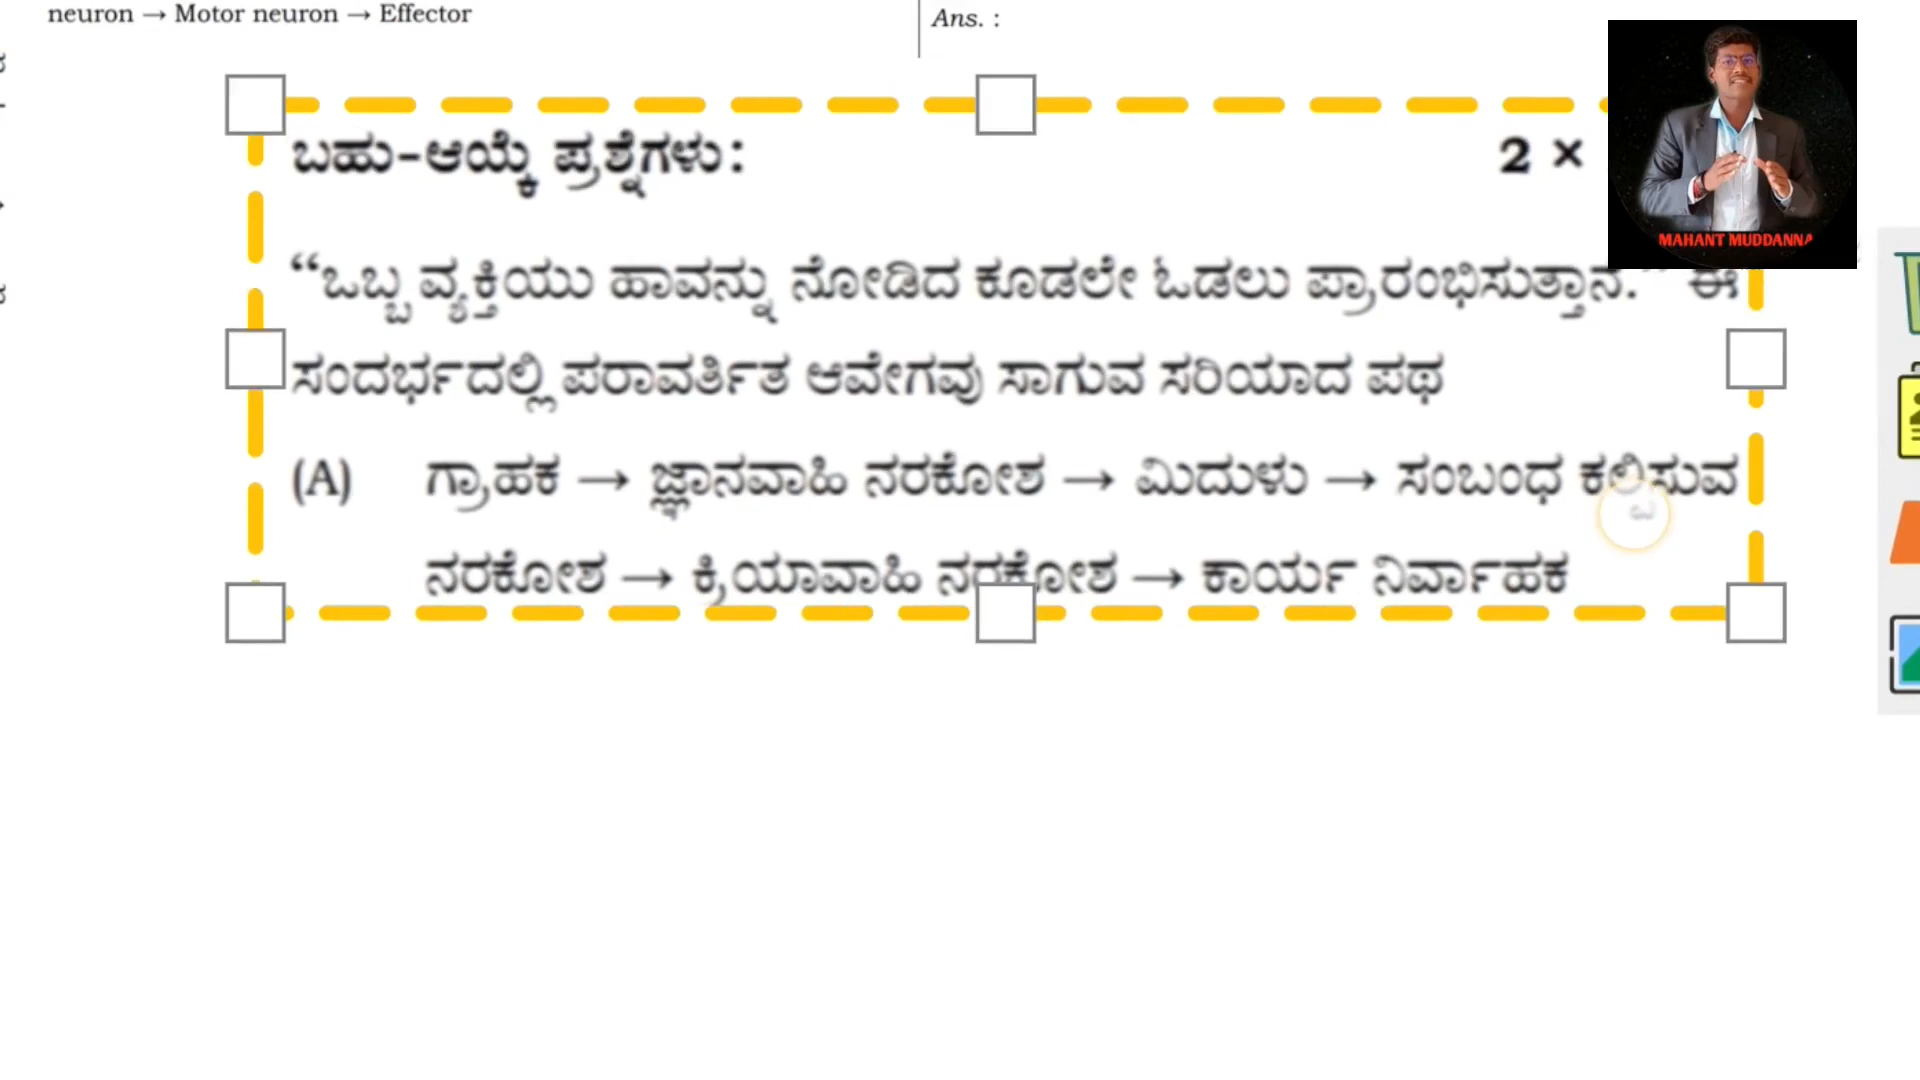 neuron → Motor neuron → Effector
Ans. :
ಬಹು-ಆಯ್ಕೆ ಪ್ರಶ್ನೆಗಳು: 2 ×
MAHANT MUDDANNA
“ಒಬ್ಬ ವ್ಯಕ್ತಿಯು ಹಾವನ್ನು ನೋಡಿದ ಕೂಡಲೇ ಓಡಲು ಪ್ರಾರಂಭಿಸುತ್ತಾನೆ.” ಈ
ಸಂದರ್ಭದಲ್ಲಿ ಪರಾವರ್ತಿತ ಆವೇಗವು ಸಾಗುವ ಸರಿಯಾದ ಪಥ
(A) ಗ್ರಾಹಕ → ಜ್ಞಾನವಾಹಿ ನರಕೋಶ → ಮಿದುಳು → ಸಂಬಂಧ ಕಲ್ಪಿಸುವ
ನರಕೋಶ → ಕ್ರಿಯಾವಾಹಿ ನರಕೋಶ → ಕಾರ್ಯ ನಿರ್ವಾಹಕ